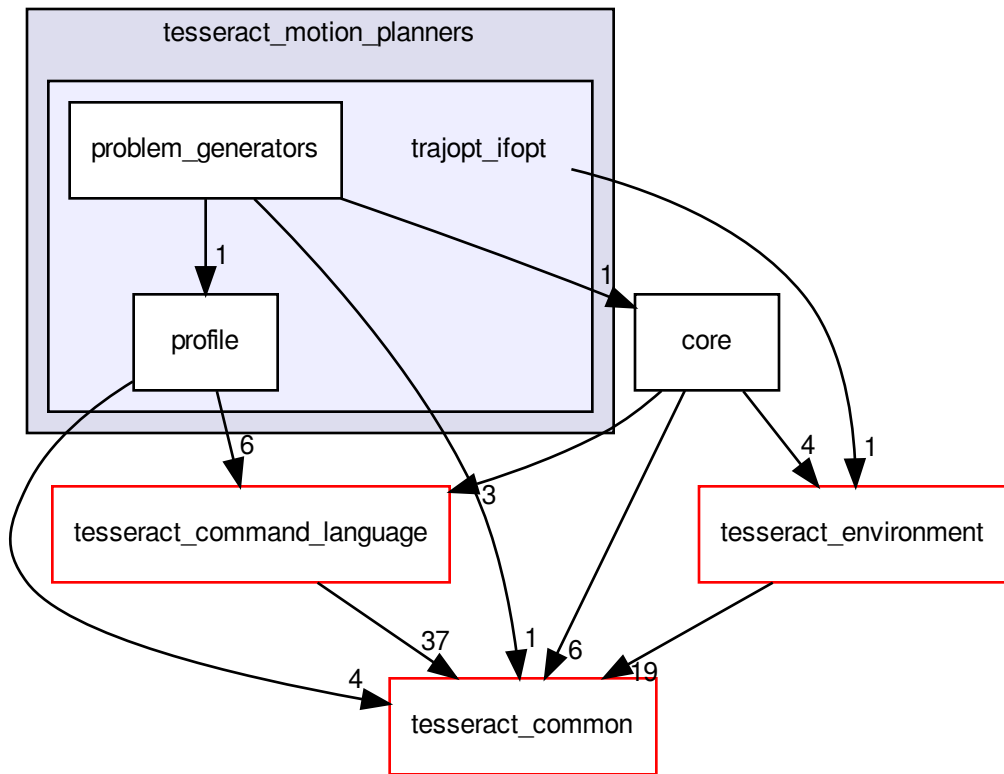 tesseract_motion_planners
problem_generators
trajopt_ifopt
1
1
profile
core
6
3
4
1
tesseract_command_language
tesseract_environment
37
1
6
19
4
tesseract_common